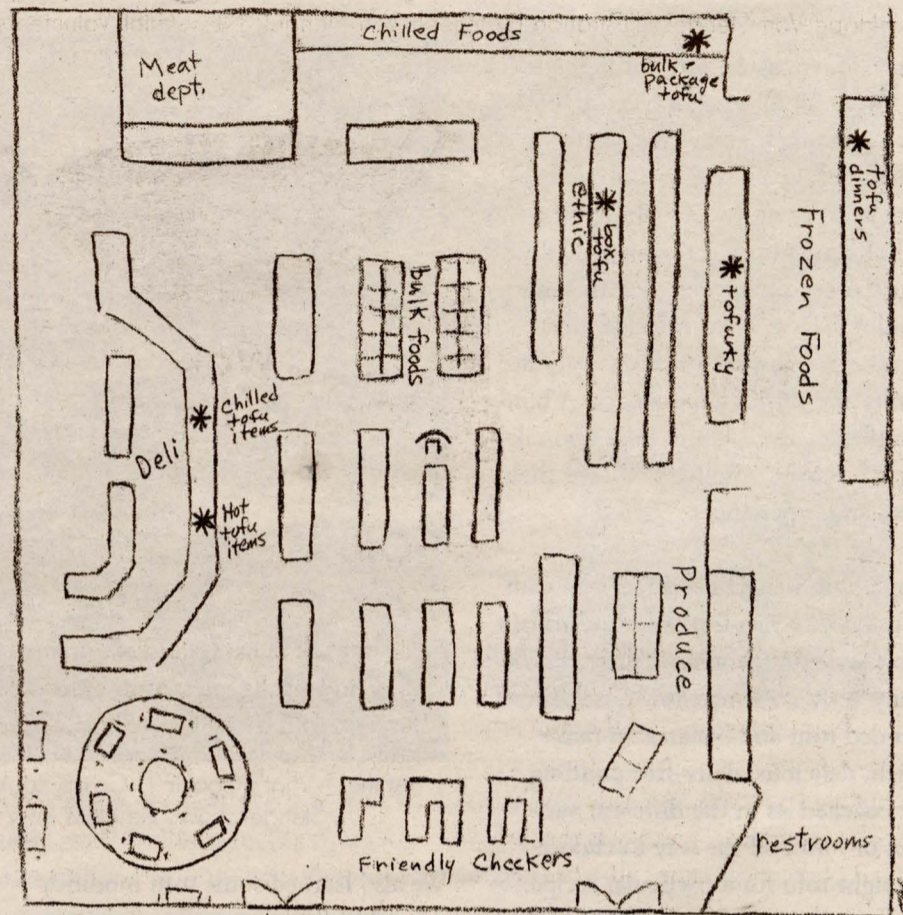 Chilled Foods
Meat
dept.
bulk +
package
tofu
tofu
dinners
@thic
box
tofu
tofurky
Frozen Foods
bulk foods
Chilled
tofu
items
Deli
Hot
tofu
items
Produce
restrooms
Friendly Checkers